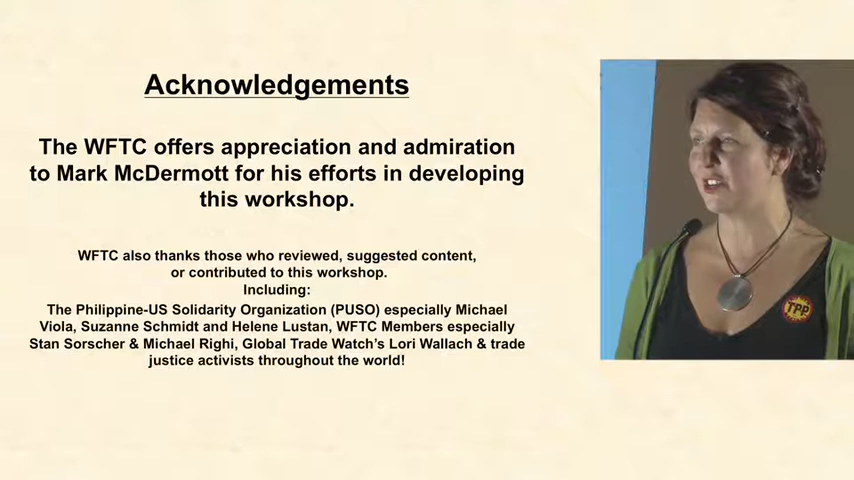 Acknowledgements
The WFTC offers appreciation and admiration
to Mark McDermott for his efforts in developing
this workshop.
WFTC also thanks those who reviewed, suggested content,
or contributed to this workshop.
Including:
The Philippine-US Solidarity Organization (PUSO) especially Michael
Viola, Suzanne Schmidt and Helene Lustan, WFTC Members especially
Stan Sorscher & Michael Righi, Global Trade Watch's Lori Wallach & trade
justice activists throughout the world!
TPP